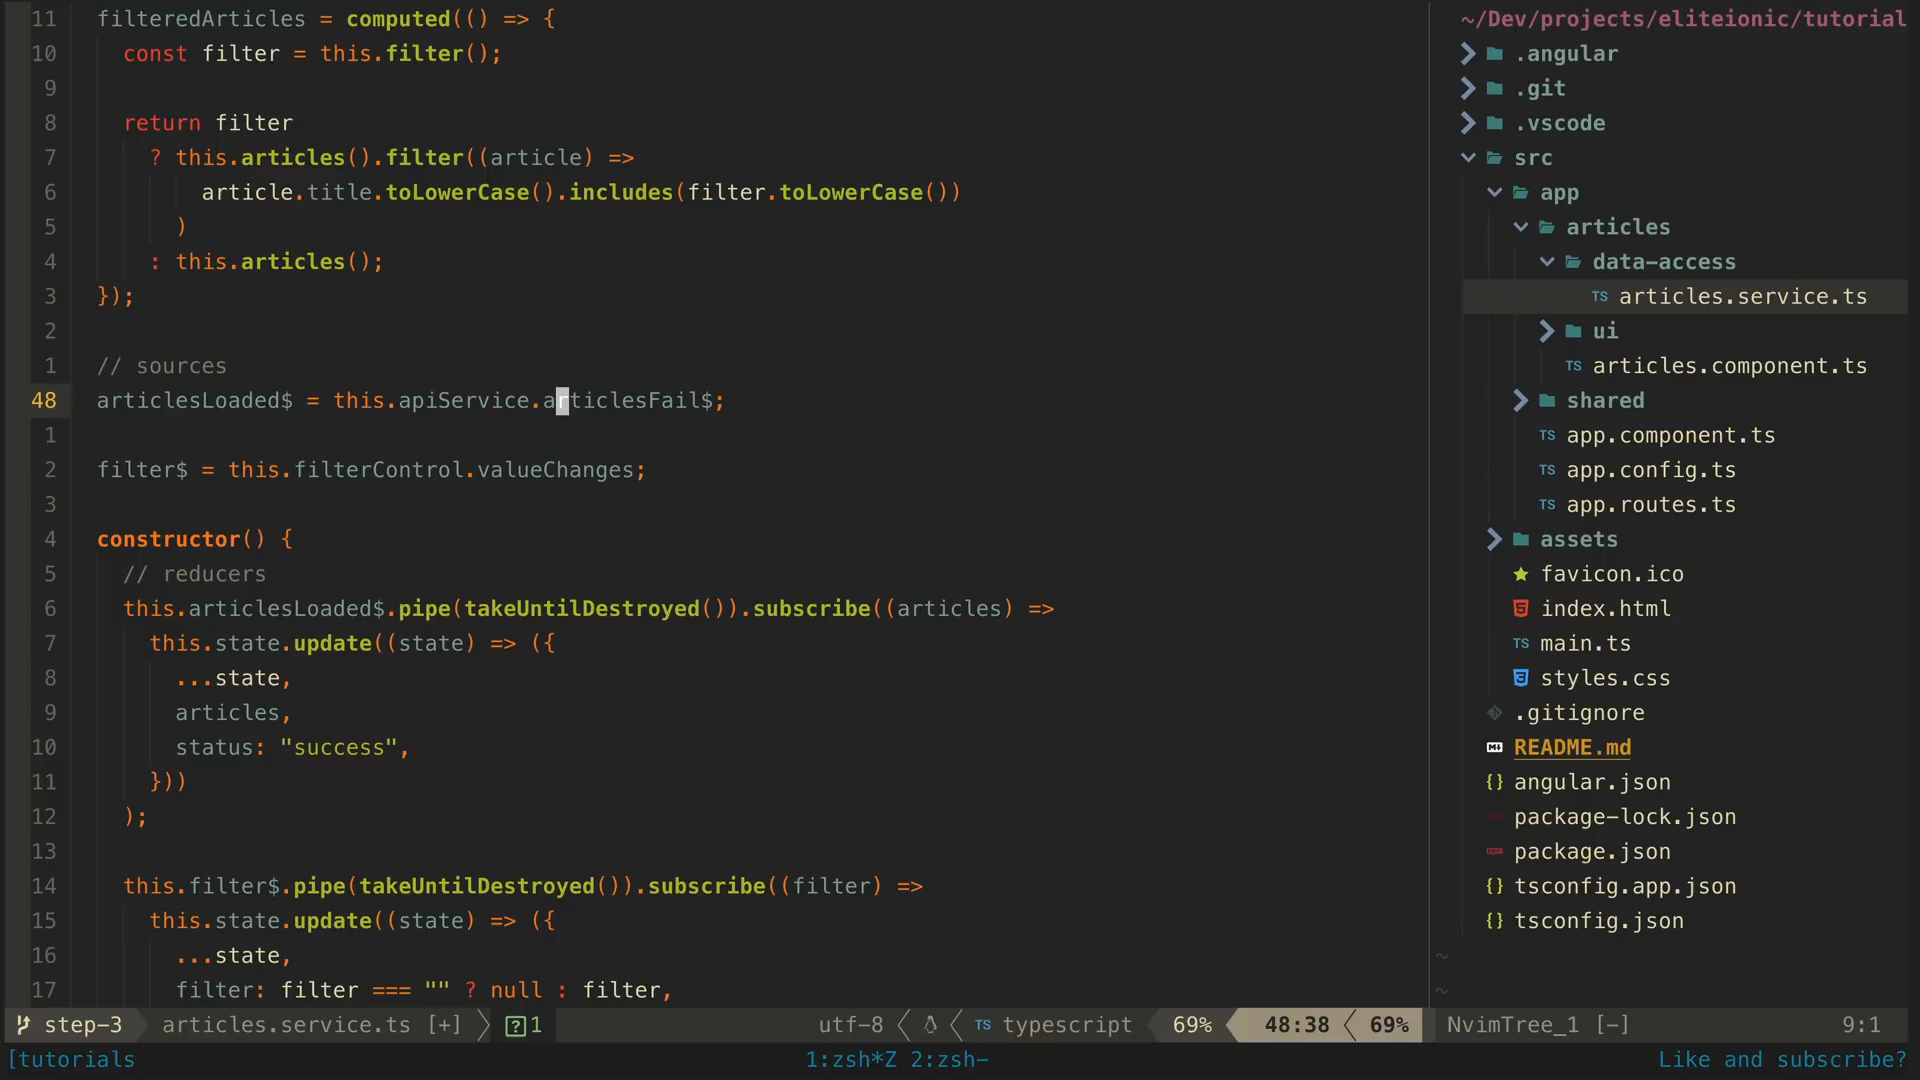 11 filteredArticles = computed(() => {
10 const filter = this.filter();
9
8 return filter
7 ? this.articles().filter((article) =>
6 article.title.toLowerCase().includes(filter.toLowerCase())
5 )
4 : this.articles();
3 });
2
1 // sources
48 articlesLoaded$ = this.apiService.articlesFail$;
1
2 filter$ = this.filterControl.valueChanges;
3
4 constructor() {
5 // reducers
6 this.articlesLoaded$.pipe(takeUntilDestroyed()).subscribe((articles) =>
7 this.state.update((state) => ({
8 ...state,
9 articles,
10 status: "success",
11 }))
12 );
13
14 this.filter$.pipe(takeUntilDestroyed()).subscribe((filter) =>
15 this.state.update((state) => ({
16 ...state,
17 filter: filter === "" ? null : filter,
~/Dev/projects/eliteionic/tutorial
.angular
.git
.vscode
src
app
articles
data-access
TS articles.service.ts
ui
TS articles.component.ts
shared
TS app.component.ts
TS app.config.ts
TS app.routes.ts
assets
favicon.ico
index.html
TS main.ts
styles.css
.gitignore
README.md
{} angular.json
package-lock.json
package.json
{} tsconfig.app.json
{} tsconfig.json
~
~
step-3 articles.service.ts [+] ? 1 utf-8 TS typescript 69% 48:38 69% NvimTree_1 [-] 9:1
[tutorials 1:zsh*Z 2:zsh- Like and subscribe?